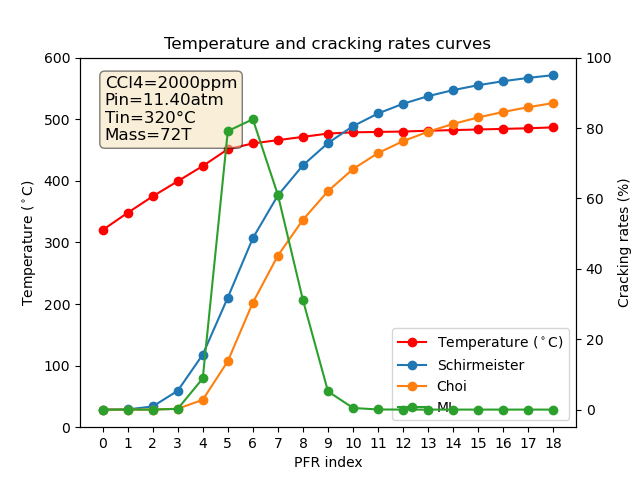 Temperature and cracking rates curves
CCl4=2000ppm
Pin=11.40atm
Tin=320°C
Mass=72T
Temperature (°C)
600
500
400
300
200
100
0
Cracking rates (%)
100
80
60
40
20
0
Temperature (°C)
Schirmeister
Choi
ML
0 1 2 3 4 5 6 7 8 9 10 11 12 13 14 15 16 17 18
PFR index